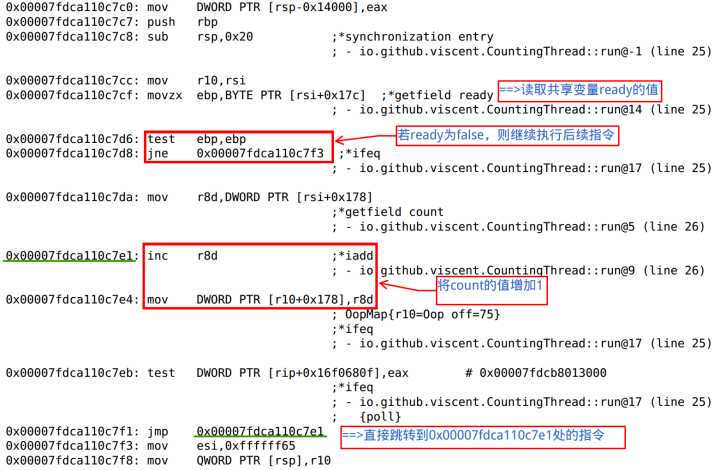 0x00007fdca110c7c0: mov DWORD PTR [rsp-0x14000],eax
0x00007fdca110c7c7: push rbp
0x00007fdca110c7c8: sub rsp,0x20 ;*synchronization entry
; - io.github.viscent.CountingThread::run@-1 (line 25)
0x00007fdca110c7cc: mov r10,rsi
0x00007fdca110c7cf: movzx ebp,BYTE PTR [rsi+0x17c] ;*getfield ready ==>读取共享变量ready的值
; - io.github.viscent.CountingThread::run@14 (line 25)
0x00007fdca110c7d6: test ebp,ebp 若ready为false，则继续执行后续指令
0x00007fdca110c7d8: jne 0x00007fdca110c7f3 ;*ifeq
; - io.github.viscent.CountingThread::run@17 (line 25)
0x00007fdca110c7da: mov r8d,DWORD PTR [rsi+0x178]
;*getfield count
; - io.github.viscent.CountingThread::run@5 (line 26)
0x00007fdca110c7e1: inc r8d ;*iadd
; - io.github.viscent.CountingThread::run@9 (line 26)
将count的值增加1
0x00007fdca110c7e4: mov DWORD PTR [r10+0x178],r8d
; OopMap{r10=Oop off=75}
;*ifeq
; - io.github.viscent.CountingThread::run@17 (line 25)
0x00007fdca110c7eb: test DWORD PTR [rip+0x16f0680f],eax # 0x00007fdcb8013000
;*ifeq
; - io.github.viscent.CountingThread::run@17 (line 25)
; {poll}
0x00007fdca110c7f1: jmp 0x00007fdca110c7e1 ==>直接跳转到0x00007fdca110c7e1处的指令
0x00007fdca110c7f3: mov esi,0xffffff65
0x00007fdca110c7f8: mov QWORD PTR [rsp],r10